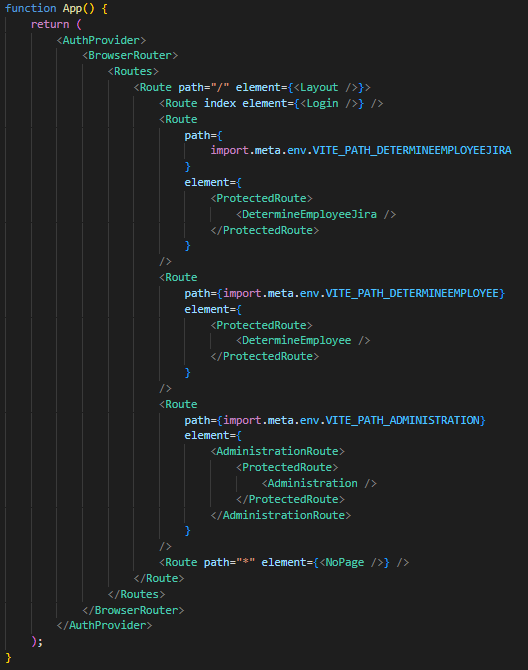 function App() {
    return (
        <AuthProvider>
            <BrowserRouter>
                <Routes>
                    <Route path="/" element={<Layout />}>
                        <Route index element={<Login />} />
                        <Route
                            path={
                                import.meta.env.VITE_PATH_DETERMINEEMPLOYEEJIRA
                            }
                            element={
                                <ProtectedRoute>
                                    <DetermineEmployeeJira />
                                </ProtectedRoute>
                            }
                        />
                        <Route
                            path={import.meta.env.VITE_PATH_DETERMINEEMPLOYEE}
                            element={
                                <ProtectedRoute>
                                    <DetermineEmployee />
                                </ProtectedRoute>
                            }
                        />
                        <Route
                            path={import.meta.env.VITE_PATH_ADMINISTRATION}
                            element={
                                <AdministrationRoute>
                                    <ProtectedRoute>
                                        <Administration />
                                    </ProtectedRoute>
                                </AdministrationRoute>
                            }
                        />
                        <Route path="*" element={<NoPage />} />
                    </Route>
                </Routes>
            </BrowserRouter>
        </AuthProvider>
    );
}